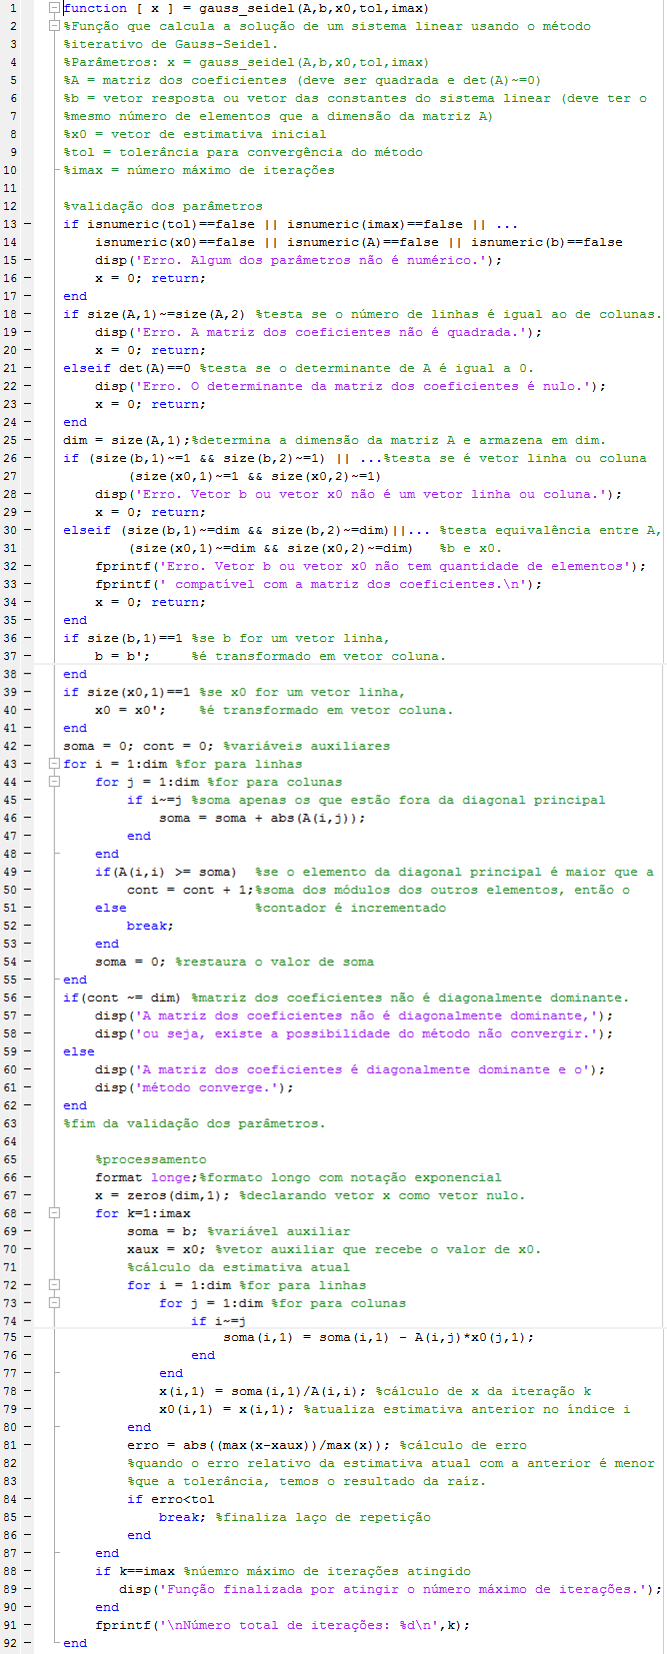 1 function [ x ] = gauss_seidel(A,b,x0,tol,imax)
2 %Função que calcula a solução de um sistema linear usando o método
3 %iterativo de Gauss-Seidel.
4 %Parâmetros: x = gauss_seidel(A,b,x0,tol,imax)
5 %A = matriz dos coeficientes (deve ser quadrada e det(A)~=0)
6 %b = vetor resposta ou vetor das constantes do sistema linear (deve ter o
7 %mesmo número de elementos que a dimensão da matriz A)
8 %x0 = vetor de estimativa inicial
9 %tol = tolerância para convergência do método
10 %imax = número máximo de iterações
11
12 %validação dos parâmetros
13 – if isnumeric(tol)==false || isnumeric(imax)==false || ...
14 isnumeric(x0)==false || isnumeric(A)==false || isnumeric(b)==false
15 – disp('Erro. Algum dos parâmetros não é numérico.');
16 – x = 0; return;
17 – end
18 – if size(A,1)~=size(A,2) %testa se o número de linhas é igual ao de colunas.
19 – disp('Erro. A matriz dos coeficientes não é quadrada.');
20 – x = 0; return;
21 – elseif det(A)==0 %testa se o determinante de A é igual a 0.
22 – disp('Erro. O determinante da matriz dos coeficientes é nulo.');
23 – x = 0; return;
24 – end
25 – dim = size(A,1);%determina a dimensão da matriz A e armazena em dim.
26 – if (size(b,1)~=1 && size(b,2)~=1) || ...%testa se é vetor linha ou coluna
27 (size(x0,1)~=1 && size(x0,2)~=1)
28 – disp('Erro. Vetor b ou vetor x0 não é um vetor linha ou coluna.');
29 – x = 0; return;
30 – elseif (size(b,1)~=dim && size(b,2)~=dim)||... %testa equivalência entre A,
31 (size(x0,1)~=dim && size(x0,2)~=dim) %b e x0.
32 – fprintf('Erro. Vetor b ou vetor x0 não tem quantidade de elementos');
33 – fprintf(' compatível com a matriz dos coeficientes.\n');
34 – x = 0; return;
35 – end
36 – if size(b,1)==1 %se b for um vetor linha,
37 – b = b'; %é transformado em vetor coluna.
38 – end
39 – if size(x0,1)==1 %se x0 for um vetor linha,
40 – x0 = x0'; %é transformado em vetor coluna.
41 – end
42 – soma = 0; cont = 0; %variáveis auxiliares
43 – for i = 1:dim %for para linhas
44 – for j = 1:dim %for para colunas
45 – if i~=j %soma apenas os que estão fora da diagonal principal
46 – soma = soma + abs(A(i,j));
47 – end
48 – end
49 – if(A(i,i) >= soma) %se o elemento da diagonal principal é maior que a
50 – cont = cont + 1;%soma dos módulos dos outros elementos, então o
51 – else %contador é incrementado
52 – break;
53 – end
54 – soma = 0; %restaura o valor de soma
55 – end
56 – if(cont ~= dim) %matriz dos coeficientes não é diagonalmente dominante.
57 – disp('A matriz dos coeficientes não é diagonalmente dominante,');
58 – disp('ou seja, existe a possibilidade do método não convergir.');
59 – else
60 – disp('A matriz dos coeficientes é diagonalmente dominante e o');
61 – disp('método converge.');
62 – end
63 %fim da validação dos parâmetros.
64
65 %processamento
66 – format longe;%formato longo com notação exponencial
67 – x = zeros(dim,1); %declarando vetor x como vetor nulo.
68 – for k=1:imax
69 – soma = b; %variável auxiliar
70 – xaux = x0; %vetor auxiliar que recebe o valor de x0.
71 %cálculo da estimativa atual
72 – for i = 1:dim %for para linhas
73 – for j = 1:dim %for para colunas
74 – if i~=j
75 – soma(i,1) = soma(i,1) - A(i,j)*x0(j,1);
76 – end
77 – end
78 – x(i,1) = soma(i,1)/A(i,i); %cálculo de x da iteração k
79 – x0(i,1) = x(i,1); %atualiza estimativa anterior no índice i
80 – end
81 – erro = abs((max(x-xaux))/max(x)); %cálculo de erro
82 %quando o erro relativo da estimativa atual com a anterior é menor
83 %que a tolerância, temos o resultado da raíz.
84 – if erro<tol
85 – break; %finaliza laço de repetição
86 – end
87 – end
88 – if k==imax %núemro máximo de iterações atingido
89 – disp('Função finalizada por atingir o número máximo de iterações.');
90 – end
91 – fprintf('\nNúmero total de iterações: %d\n',k);
92 – end